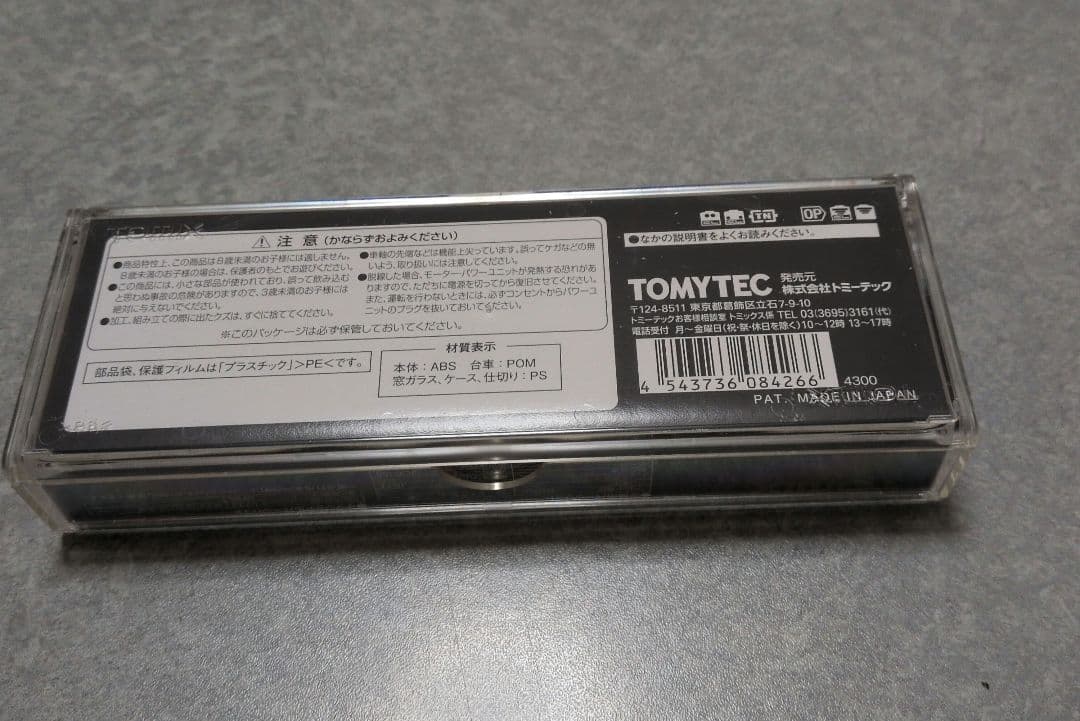 TOMIX
⚠ 注 意 (かならずおよみください)
●商品特性上、この商品は8歳未満のお子様には適しません。
8歳未満のお子様の場合は、保護者のもとでお遊びください。
●この商品には、小さな部品が使われており、誤って飲み込む
と思わぬ事故の危険がありますので、3歳未満のお子様には
絶対に与えないでください。
●加工、組み立ての際に出たクズは、すぐに捨ててください。
●車軸の先端などは機能上尖っています。誤ってケガなどの無
いよう、取り扱いには注意してください。
●脱線した場合、モーター・パワーユニットが発熱する恐れがあ
りますので、ただちに電源を切ってから復旧させてください。
また、運転を行わないときには、必ずコンセントからパワーユ
ニットのプラグを抜いておいてください。
※このパッケージは必ず保管しておいてください。
部品袋、保護フィルムは「プラスチック」>PE<です。
材質表示
本体:ABS 台車:POM
窓ガラス、ケース、仕切り:PS
>PS<
TN OP
●なかの説明書をよくお読みください。
TOMYTEC 発売元 株式会社トミーテック
〒124-8511 東京都葛飾区立石7-9-10
トミーテックお客様相談室 トミックス係 TEL 03(3695)3161(代)
電話受付 月〜金曜日(祝・祭・休日を除く)10〜12時 13〜17時
4 543736 084266
4300
PAT. MADE IN JAPAN